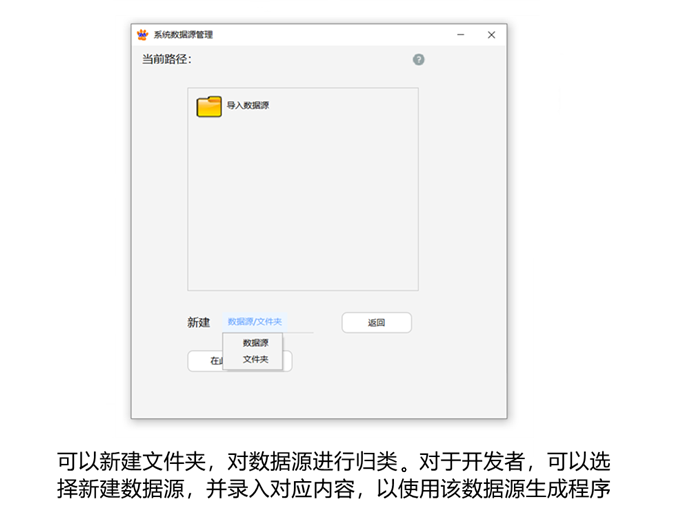 系统数据源管理
当前路径：
?
导入数据源
新建 数据源/文件夹 返回
数据源
文件夹
可以新建文件夹，对数据源进行归类。对于开发者，可以选
择新建数据源，并录入对应内容，以使用该数据源生成程序